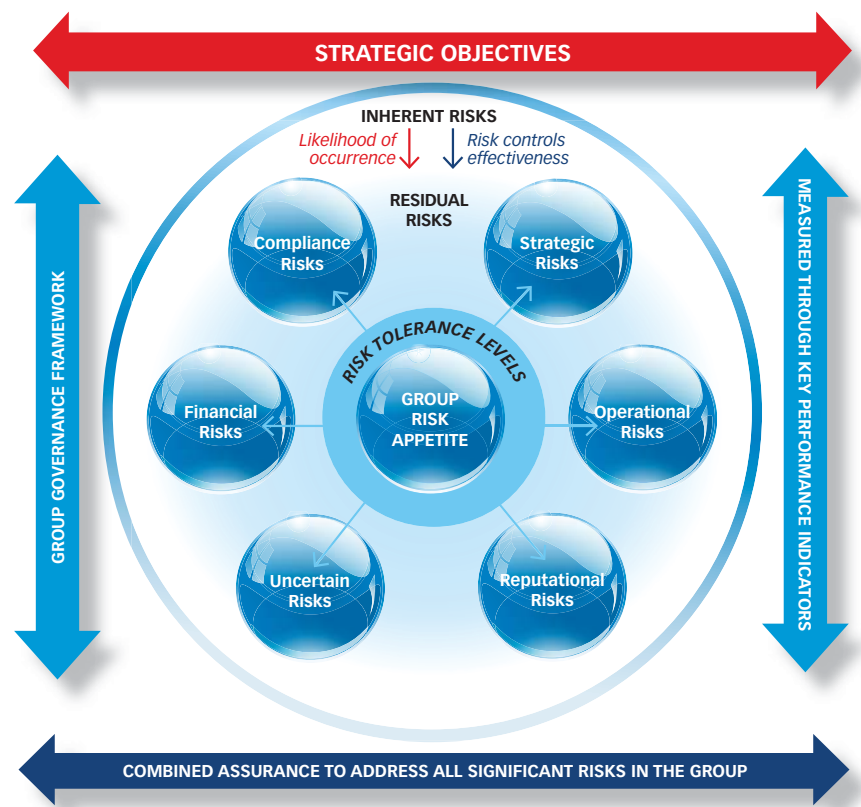 STRATEGIC OBJECTIVES
INHERENT RISKS
Likelihood of
occurrence
Risk controls
effectiveness
RESIDUAL
RISKS
Compliance
Risks
Strategic
Risks
GROUP GOVERNANCE FRAMEWORK
MEASURED THROUGH KEY PERFORMANCE INDICATORS
RISK TOLERANCE LEVELS
Financial
Risks
GROUP
RISK
APPETITE
Operational
Risks
Uncertain
Risks
Reputational
Risks
COMBINED ASSURANCE TO ADDRESS ALL SIGNIFICANT RISKS IN THE GROUP